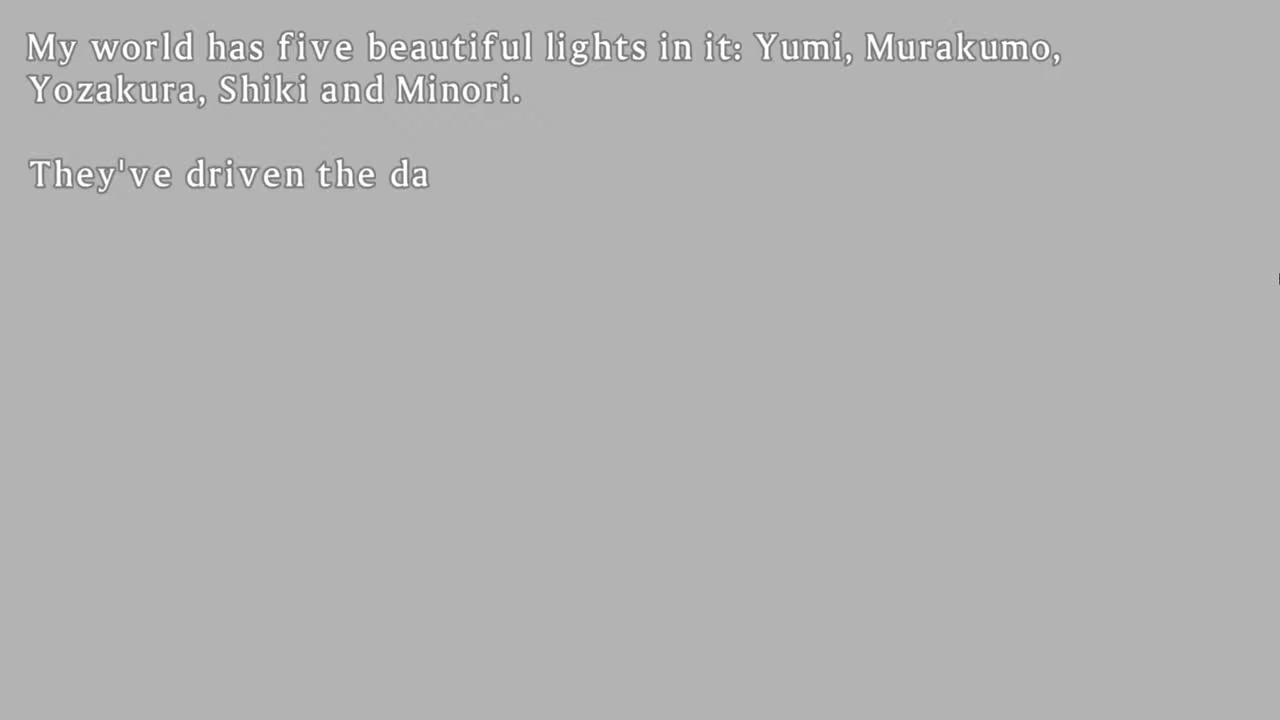 My world has five beautiful lights in it: Yumi, Murakumo,
Yozakura, Shiki and Minori.
They've driven the da